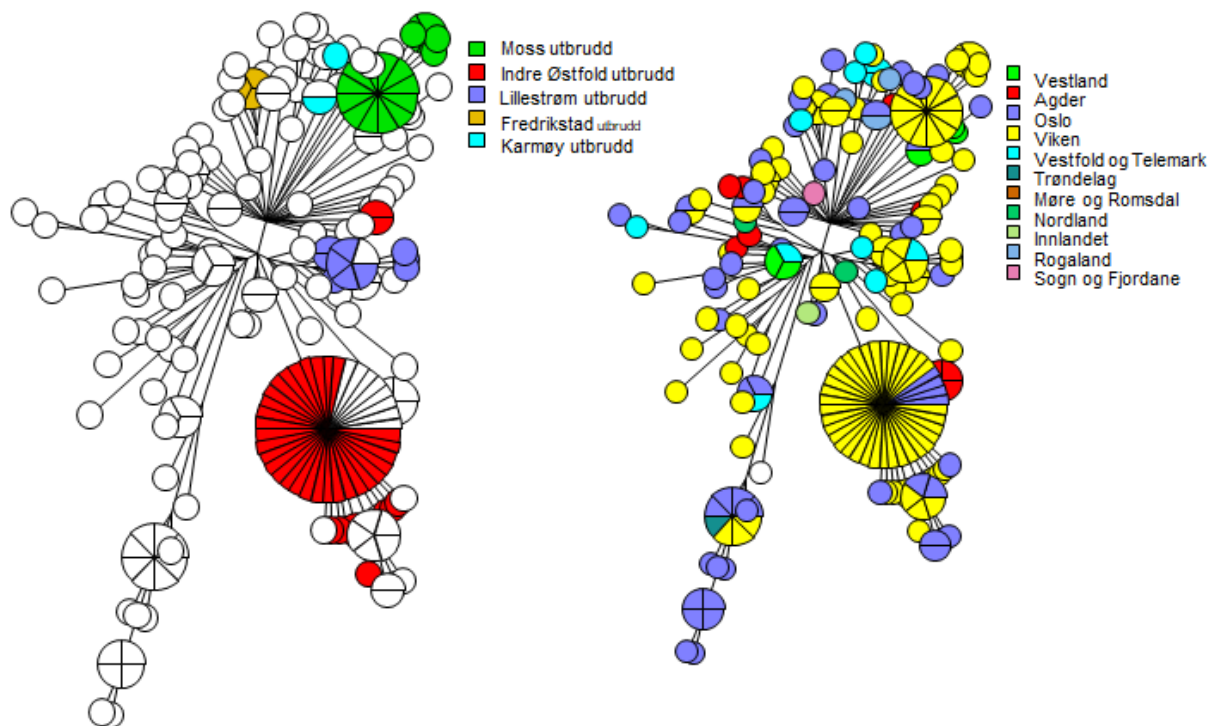 Moss utbrudd
Indre Østfold utbrudd
Lillestrøm utbrudd
Fredrikstad utbrudd
Karmøy utbrudd
Vestland
Agder
Oslo
Viken
Vestfold og Telemark
Trøndelag
Møre og Romsdal
Nordland
Innlandet
Rogaland
Sogn og Fjordane